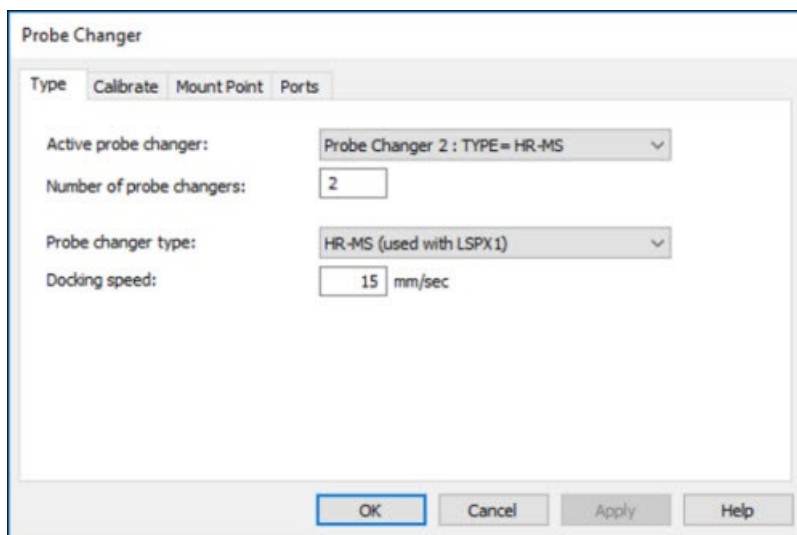 Probe Changer
Type Calibrate Mount Point Ports
Active probe changer: Probe Changer 2 : TYPE= HR-MS
Number of probe changers: 2
Probe changer type: HR-MS (used with LSPX1)
Docking speed: 15 mm/sec
OK Cancel Apply Help